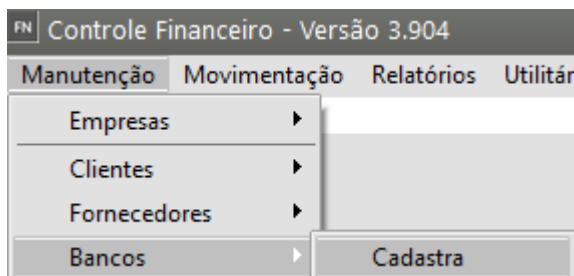 FN Controle Financeiro - Versão 3.904
Manutenção Movimentação Relatórios Utilitár
Empresas
Clientes
Fornecedores
Bancos Cadastra